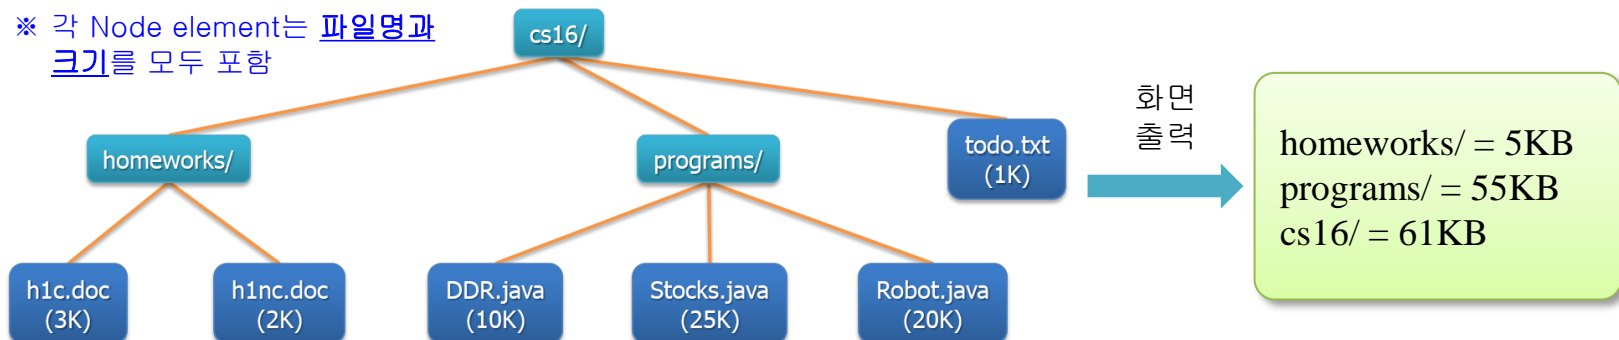 ※ 각 Node element는 파일명과
크기를 모두 포함
cs16/
homeworks/
programs/
todo.txt
(1K)
h1c.doc
(3K)
h1nc.doc
(2K)
DDR.java
(10K)
Stocks.java
(25K)
Robot.java
(20K)
화면
출력
homeworks/ = 5KB
programs/ = 55KB
cs16/ = 61KB